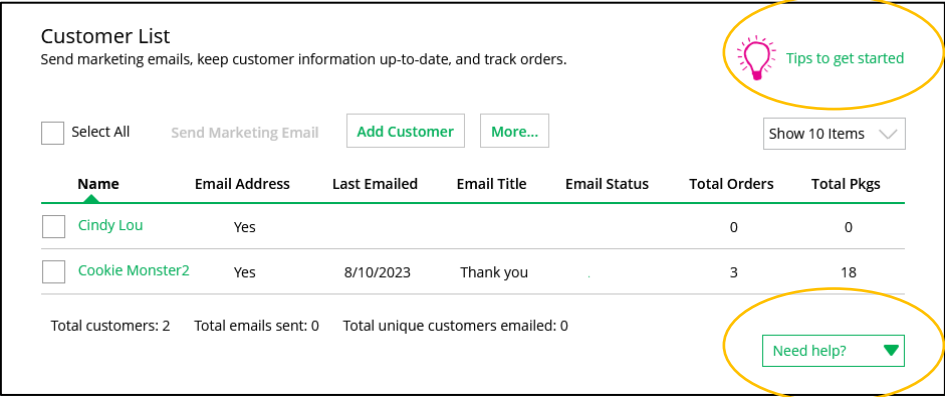 Customer List
Send marketing emails, keep customer information up-to-date, and track orders.
Tips to get started
Select All Send Marketing Email Add Customer More... Show 10 Items
Name Email Address Last Emailed Email Title Email Status Total Orders Total Pkgs
Cindy Lou Yes 0 0
Cookie Monster2 Yes 8/10/2023 Thank you . 3 18
Total customers: 2 Total emails sent: 0 Total unique customers emailed: 0
Need help?